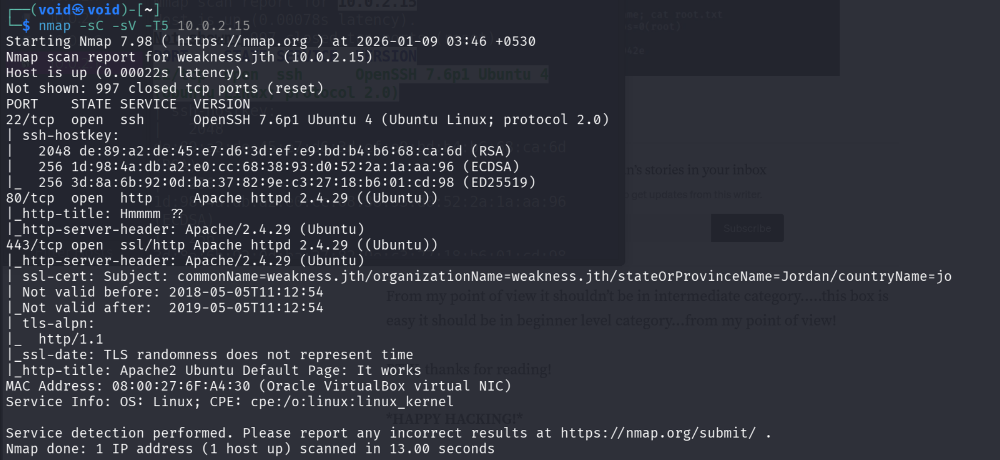 ┌──(void㉿void)-[~]
└─$ nmap -sC -sV -T5 10.0.2.15
Starting Nmap 7.98 ( https://nmap.org ) at 2026-01-09 03:46 +0530
Nmap scan report for weakness.jth (10.0.2.15)
Host is up (0.00022s latency).
Not shown: 997 closed tcp ports (reset)
PORT    STATE SERVICE  VERSION
22/tcp  open  ssh      OpenSSH 7.6p1 Ubuntu 4 (Ubuntu Linux; protocol 2.0)
| ssh-hostkey:
|   2048 de:89:a2:de:45:e7:d6:3d:ef:e9:bd:b4:b6:68:ca:6d (RSA)
|   256 1d:98:4a:db:a2:e0:cc:68:38:93:d0:52:2a:1a:aa:96 (ECDSA)
|_  256 3d:8a:6b:92:0d:ba:37:82:9e:c3:27:18:b6:01:cd:98 (ED25519)
80/tcp  open  http     Apache httpd 2.4.29 ((Ubuntu))
|_http-title: Hmmmm ??
|_http-server-header: Apache/2.4.29 (Ubuntu)
443/tcp open  ssl/http Apache httpd 2.4.29 ((Ubuntu))
|_http-server-header: Apache/2.4.29 (Ubuntu)
| ssl-cert: Subject: commonName=weakness.jth/organizationName=weakness.jth/stateOrProvinceName=Jordan/countryName=jo
| Not valid before: 2018-05-05T11:12:54
|_Not valid after:  2019-05-05T11:12:54
| tls-alpn:
|_  http/1.1
|_ssl-date: TLS randomness does not represent time
|_http-title: Apache2 Ubuntu Default Page: It works
MAC Address: 08:00:27:6F:A4:30 (Oracle VirtualBox virtual NIC)
Service Info: OS: Linux; CPE: cpe:/o:linux:linux_kernel
Service detection performed. Please report any incorrect results at https://nmap.org/submit/ .
Nmap done: 1 IP address (1 host up) scanned in 13.00 seconds
cat root.txt
(root)
stories in your inbox
to get updates from this writer.
Subscribe
From my point of view it shouldn't be in intermediate category.....this box is
easy it should be in beginner level category...from my point of view!
thanks for reading!
*HAPPY HACKING!*